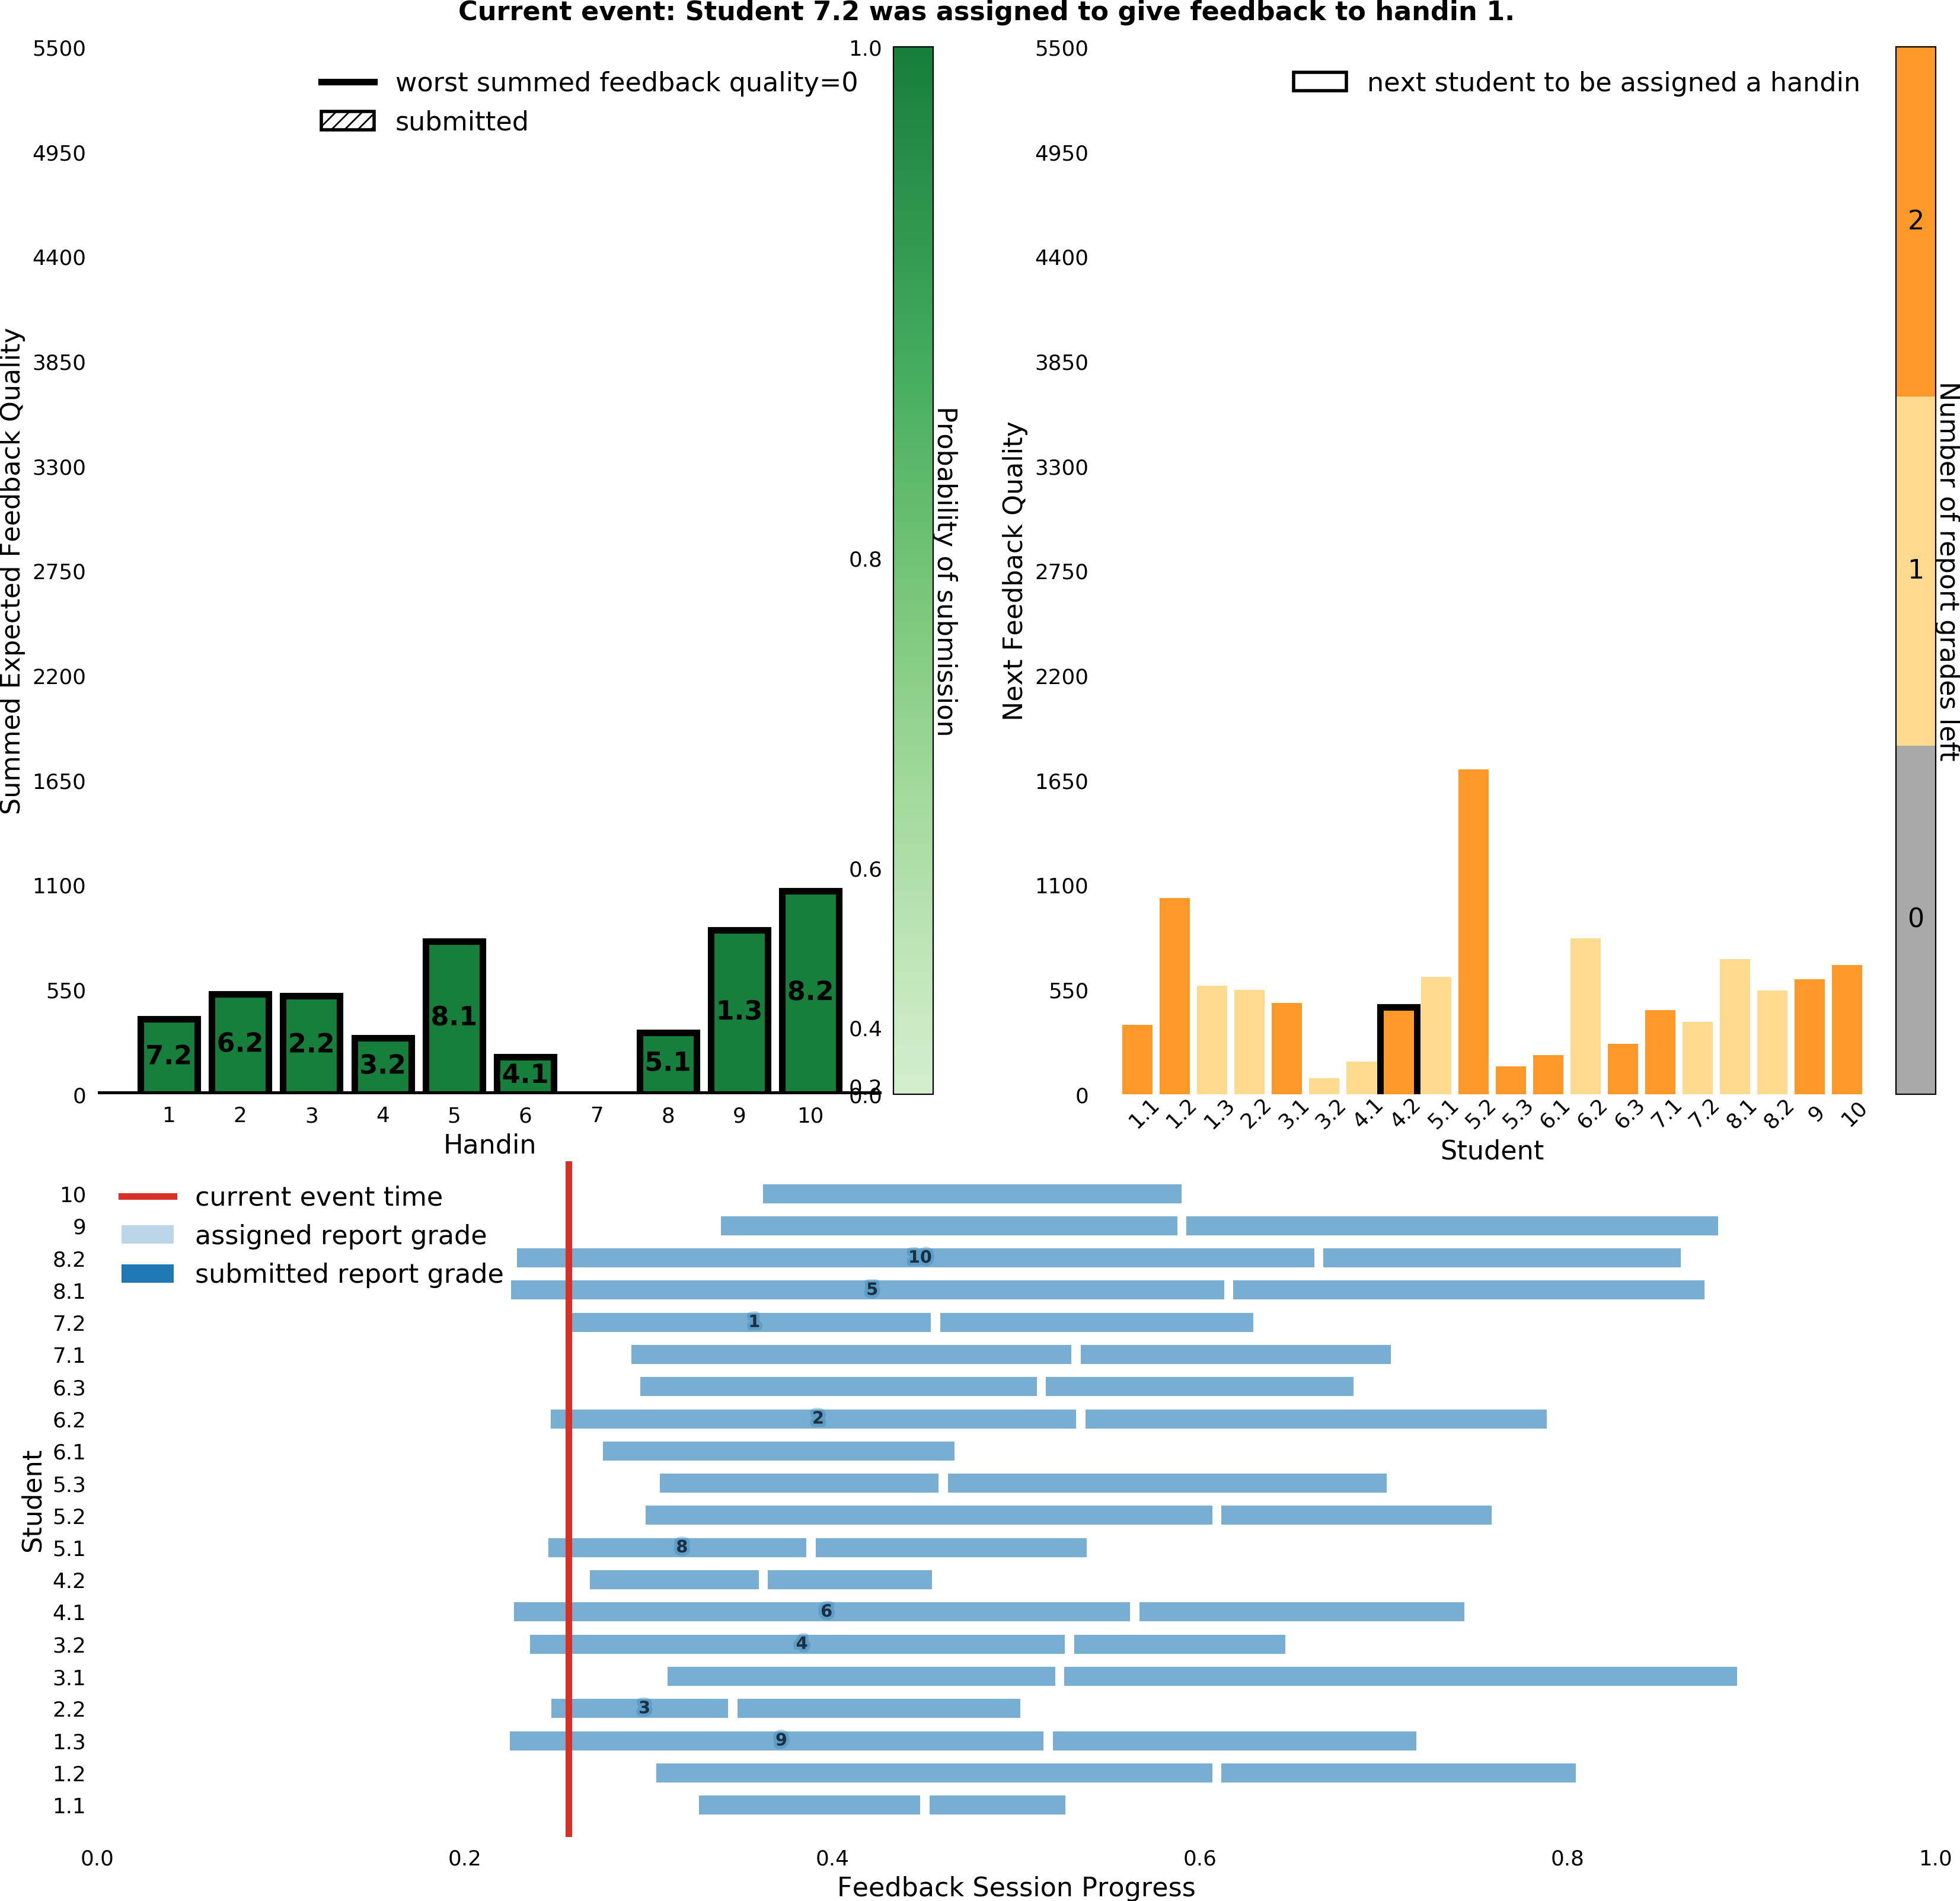 Current event: Student 7.2 was assigned to give feedback to handin 1.
Summed Expected Feedback Quality
5500
4950
4400
3850
3300
2750
2200
1650
1100
550
0
worst summed feedback quality=0
submitted
7.2 6.2 2.2 3.2 8.1 4.1 5.1 1.3 8.2
1 2 3 4 5 6 7 8 9 10
Handin
1.0
0.8
0.6
0.4
0.2
0.0
Probability of submission
Next Feedback Quality
5500
4950
4400
3850
3300
2750
2200
1650
1100
550
0
next student to be assigned a handin
1.1 1.2 1.3 2.2 3.1 3.2 4.1 4.2 5.1 5.2 5.3 6.1 6.2 6.3 7.1 7.2 8.1 8.2 9 10
Student
2
1
0
Number of report grades left
current event time
assigned report grade
submitted report grade
Student
10
9
8.2 10
8.1 5
7.2 1
7.1
6.3
6.2 2
6.1
5.3
5.2
5.1 8
4.2
4.1 6
3.2 4
3.1
2.2 3
1.3 9
1.2
1.1
0.0 0.2 0.4 0.6 0.8 1.0
Feedback Session Progress